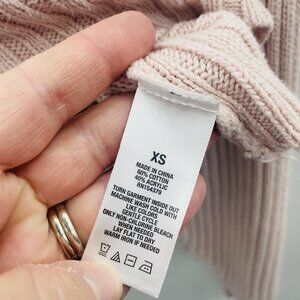 XS
MADE IN CHINA
60% COTTON
40% ACRYLIC
RN154379
TURN GARMENT INSIDE OUT
MACHINE WASH COLD WITH
LIKE COLORS
GENTLE CYCLE
ONLY NON-CHLORINE BLEACH
WHEN NEEDED
LAY FLAT TO DRY
WARM IRON IF NEEDED